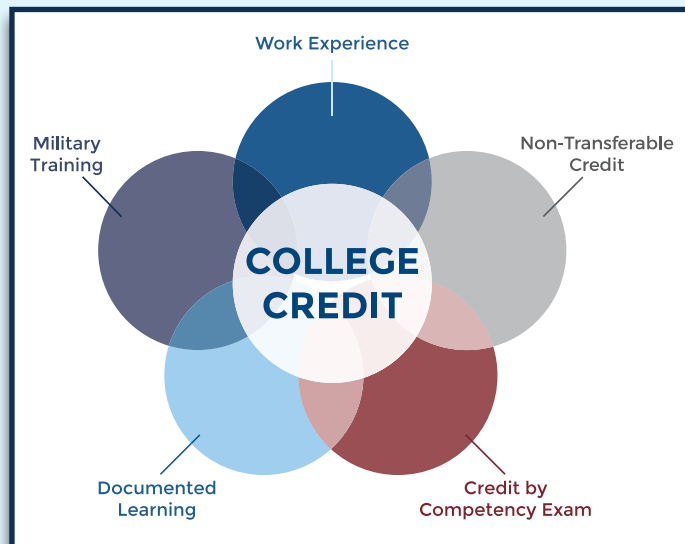 Work Experience
Military
Training
Non-Transferable
Credit
COLLEGE
CREDIT
Documented
Learning
Credit by
Competency Exam